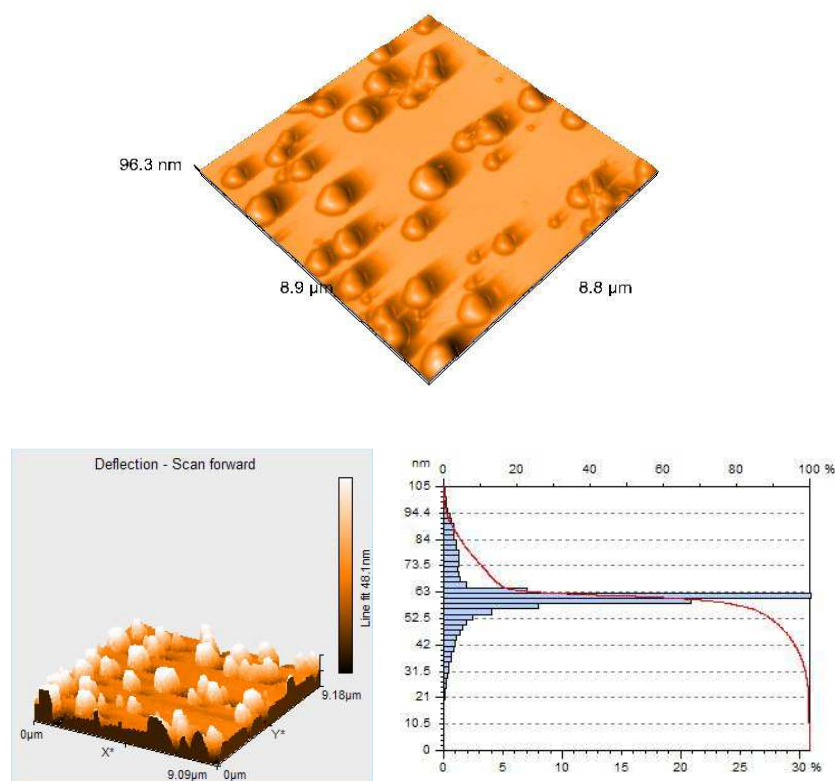 96.3 nm
8.9 µm
8.8 µm
Deflection - Scan forward
Line fit 48.1nm
9.18µm
0µm
X*
Y*
9.09µm
0µm
nm
0 20 40 60 80 100 %
105
94.4
84
73.5
63
52.5
42
31.5
21
10.5
0
0 5 10 15 20 25 30 %